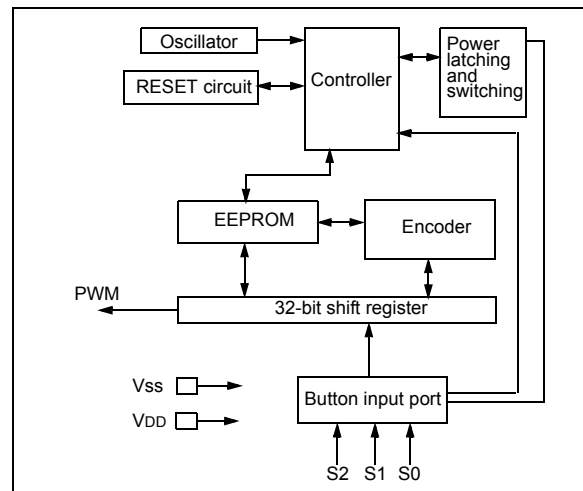 Oscillator
RESET circuit
Controller
Power
latching
and
switching
EEPROM
Encoder
PWM
32-bit shift register
VSS
VDD
Button input port
S2 S1 S0